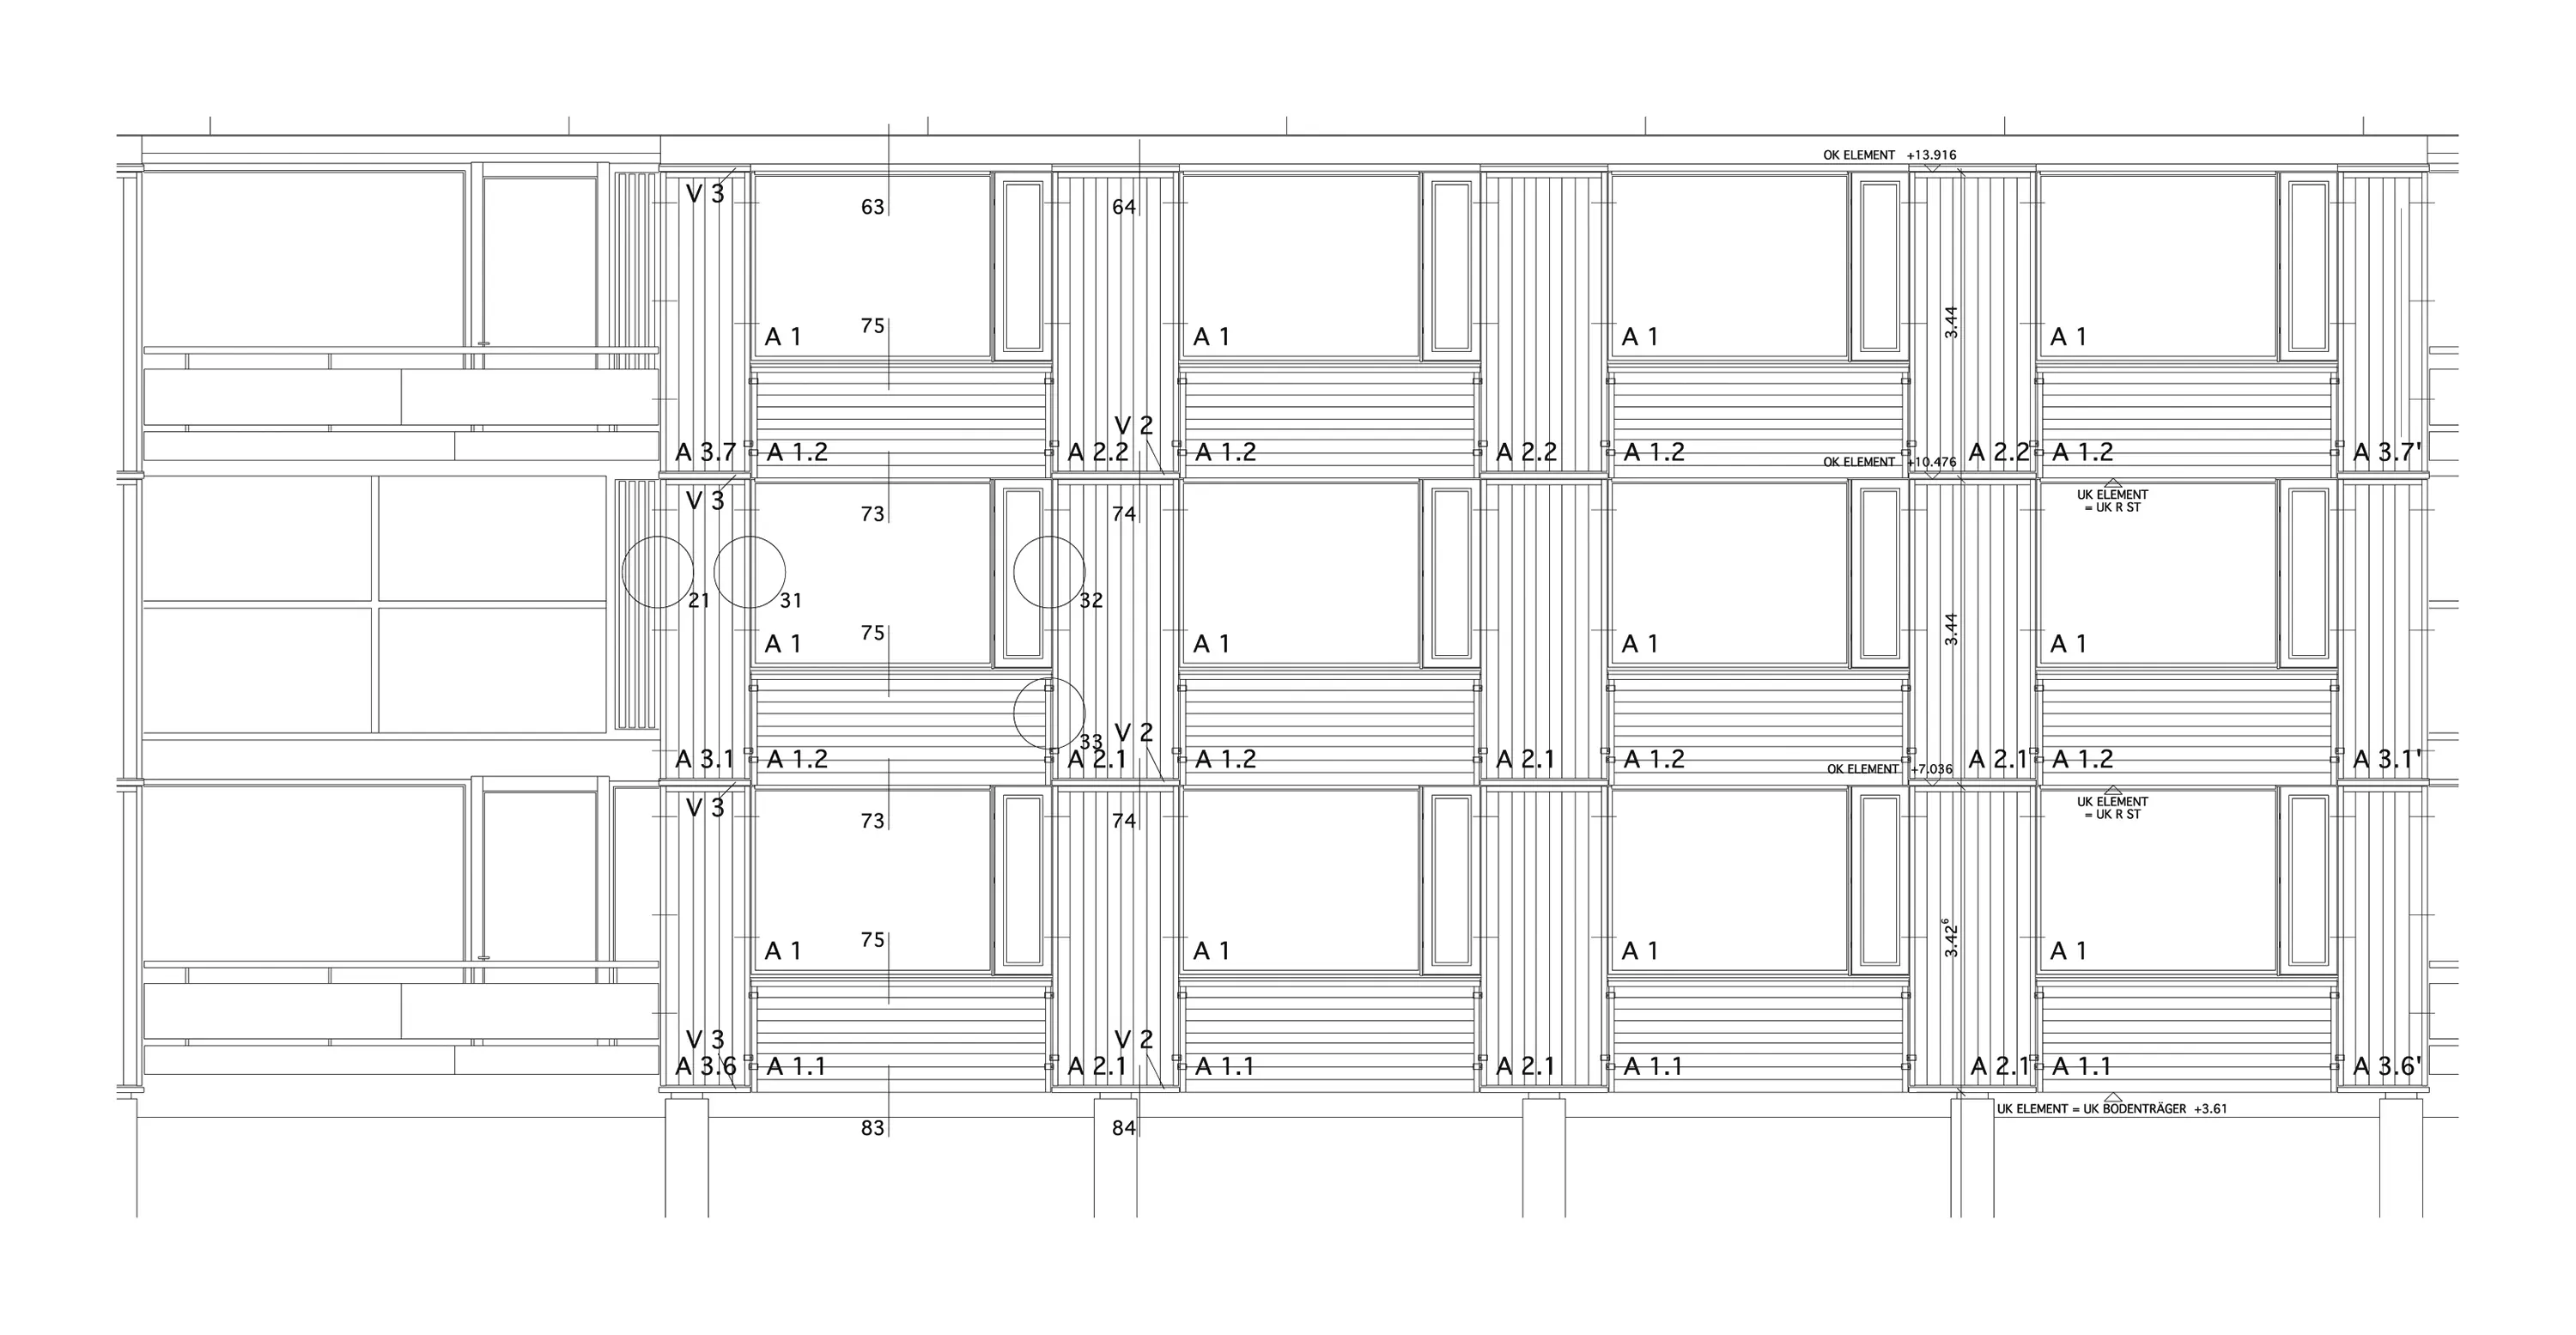 OK ELEMENT +13.916
V 3
63
64
3.44
A 1
75
A 1
A 1
A 1
V 2
A 3.7
A 1.2
A 2.2
A 1.2
A 2.2
A 1.2
A 2.2
A 1.2
A 3.7'
OK ELEMENT +10.476
V 3
73
74
UK ELEMENT
= UK R ST
21
31
32
3.44
A 1
75
A 1
A 1
A 1
33
V 2
A 3.1
A 1.2
A 2.1
A 1.2
A 2.1
A 1.2
A 2.1
A 1.2
A 3.1'
OK ELEMENT +7.036
V 3
73
74
UK ELEMENT
= UK R ST
3.42⁶
A 1
75
A 1
A 1
A 1
V 3
V 2
A 3.6
A 1.1
A 2.1
A 1.1
A 2.1
A 1.1
A 2.1
A 1.1
A 3.6'
83
84
UK ELEMENT = UK BODENTRÄGER +3.61